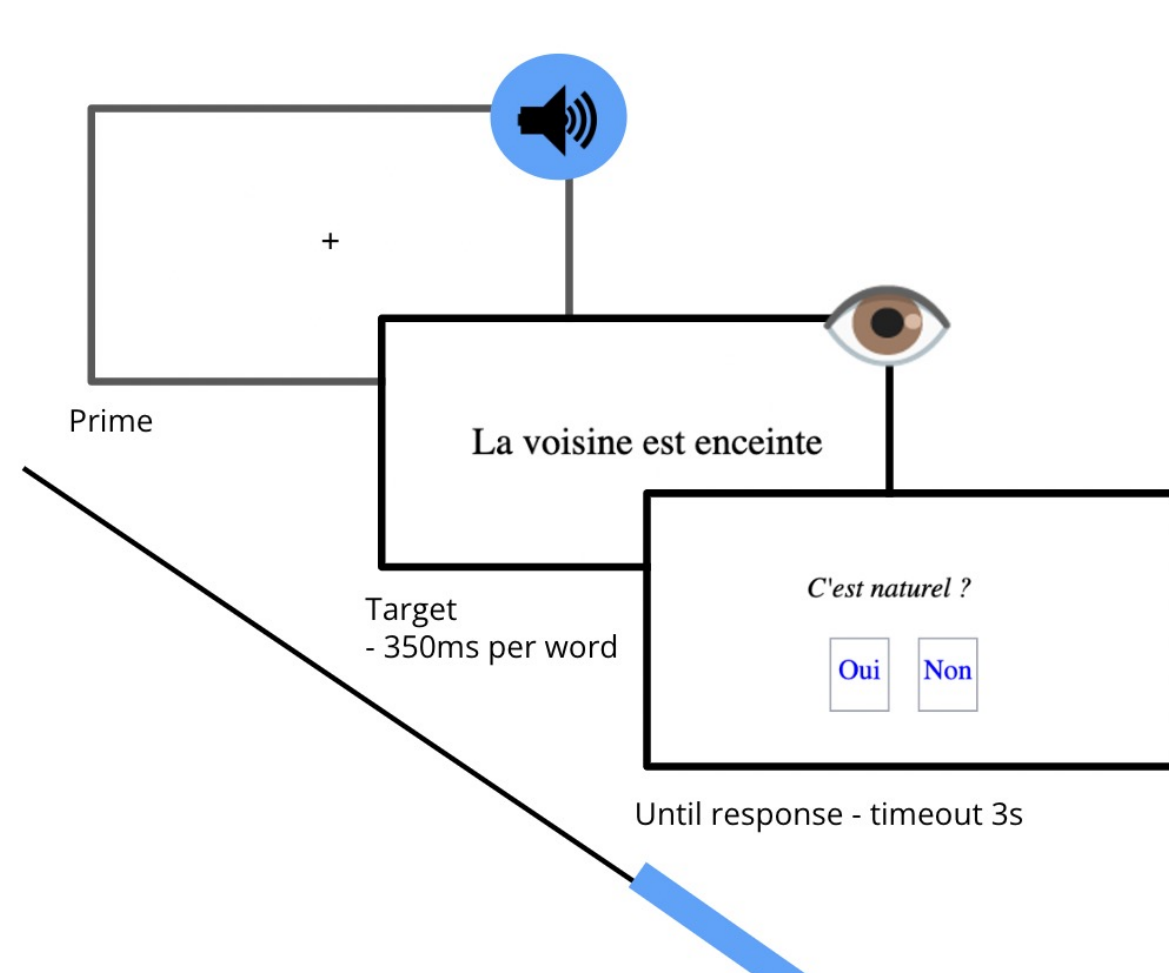 +
Prime
La voisine est enceinte
Target
- 350ms per word
C'est naturel ?
Oui Non
Until response - timeout 3s